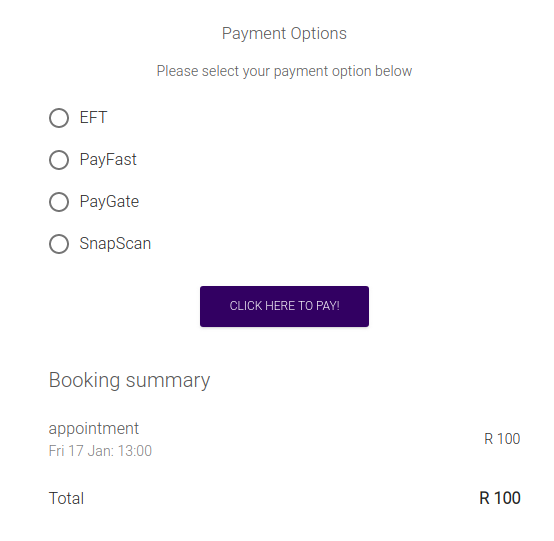 Payment Options
Please select your payment option below
EFT
PayFast
PayGate
SnapScan
CLICK HERE TO PAY!
Booking summary
appointment
Fri 17 Jan: 13:00
R 100
Total R 100